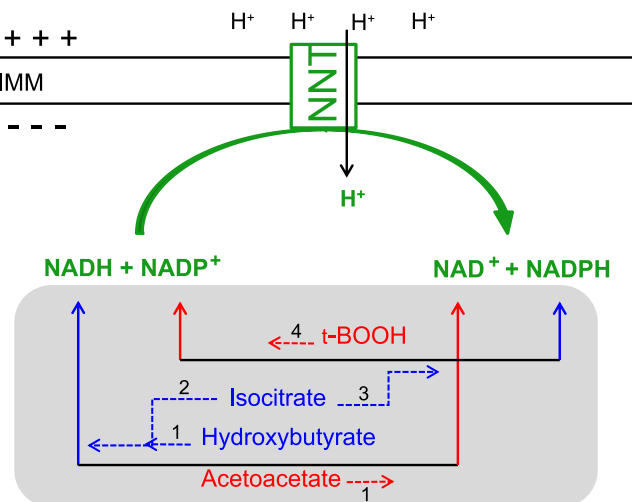 H⁺ H⁺ H⁺ H⁺
+ + +
IMM
NNT
- - -
H⁺
NADH + NADP⁺
NAD⁺ + NADPH
4 t-BOOH
2 Isocitrate 3
1 Hydroxybutyrate
Acetoacetate 1